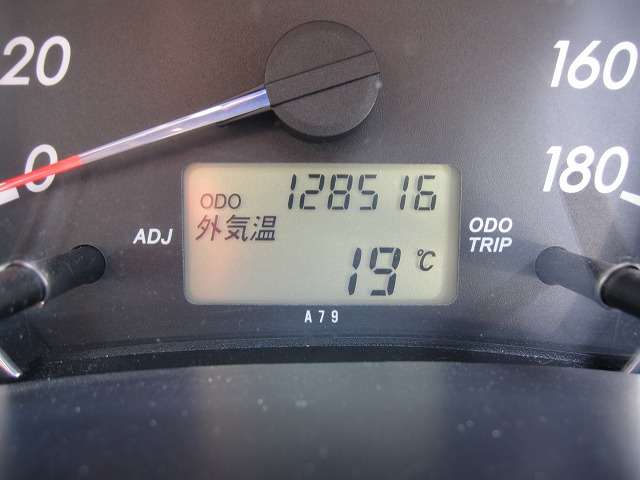 20
160
0
180
ODO 128516
外気温
19 ℃
ADJ
ODO
TRIP
A79